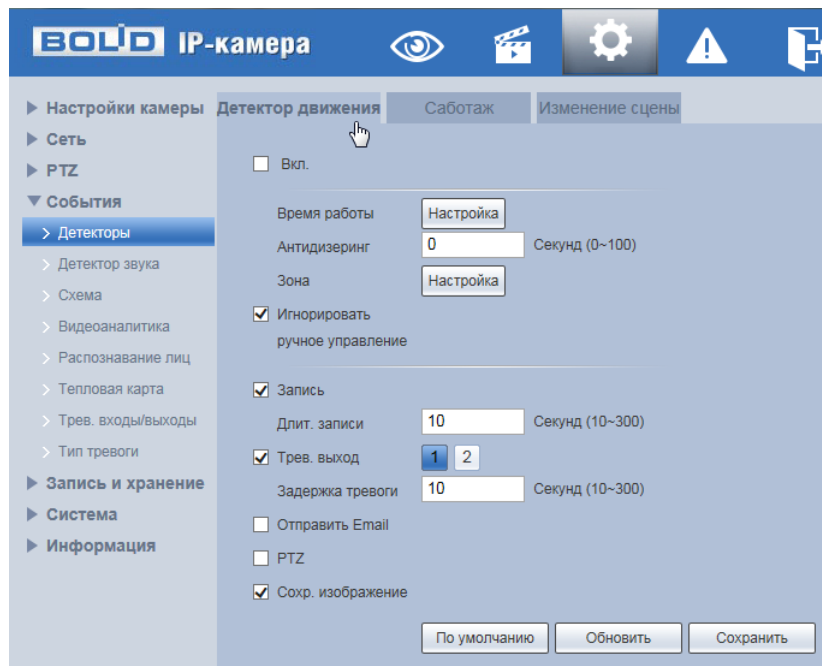 BOLID IP-камера
Настройки камеры
Сеть
PTZ
События
Детекторы
Детектор звука
Схема
Видеоаналитика
Распознавание лиц
Тепловая карта
Трев. входы/выходы
Тип тревоги
Запись и хранение
Система
Информация
Детектор движения Саботаж Изменение сцены
Вкл.
Время работы Настройка
Антидизеринг 0 Секунд (0~100)
Зона Настройка
Игнорировать
ручное управление
Запись
Длит. записи 10 Секунд (10~300)
Трев. выход 1 2
Задержка тревоги 10 Секунд (10~300)
Отправить Email
PTZ
Сохр. изображение
По умолчанию Обновить Сохранить